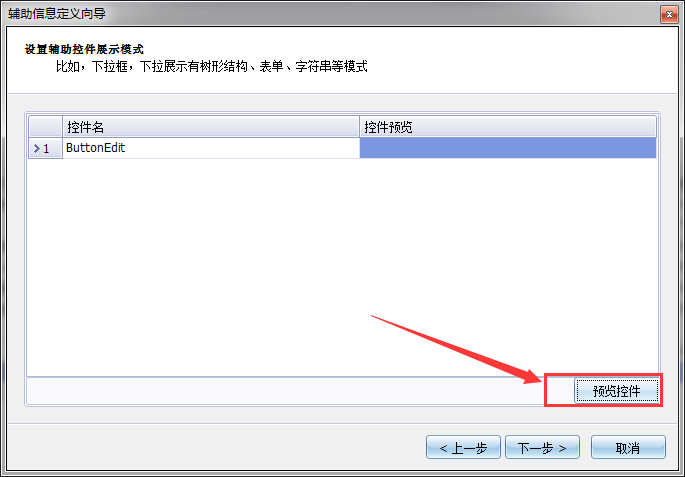 辅助信息定义向导
设置辅助控件展示模式
比如，下拉框，下拉展示有树形结构、表单、字符串等模式
控件名 控件预览
1 ButtonEdit
预览控件
< 上一步 下一步 > 取消